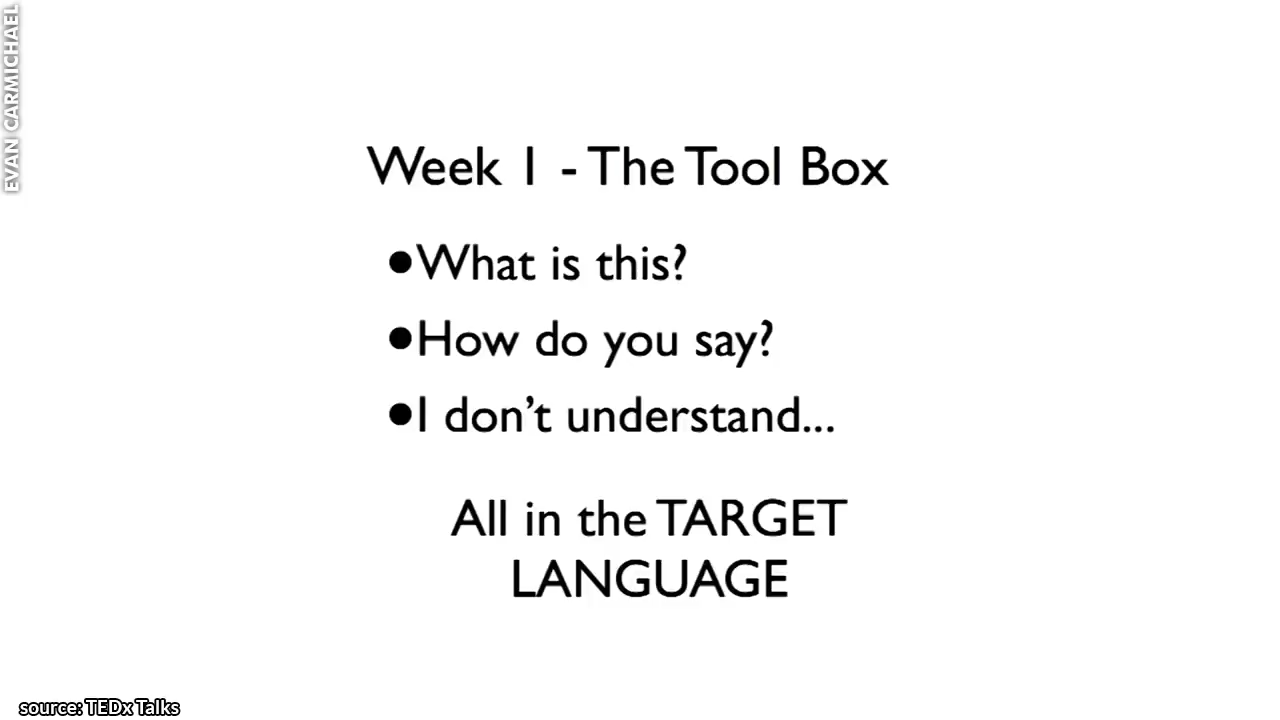 EVAN CARMICHAEL
Week 1 - The Tool Box
•What is this?
•How do you say?
•I don’t understand...
All in the TARGET
LANGUAGE
source: TEDx Talks